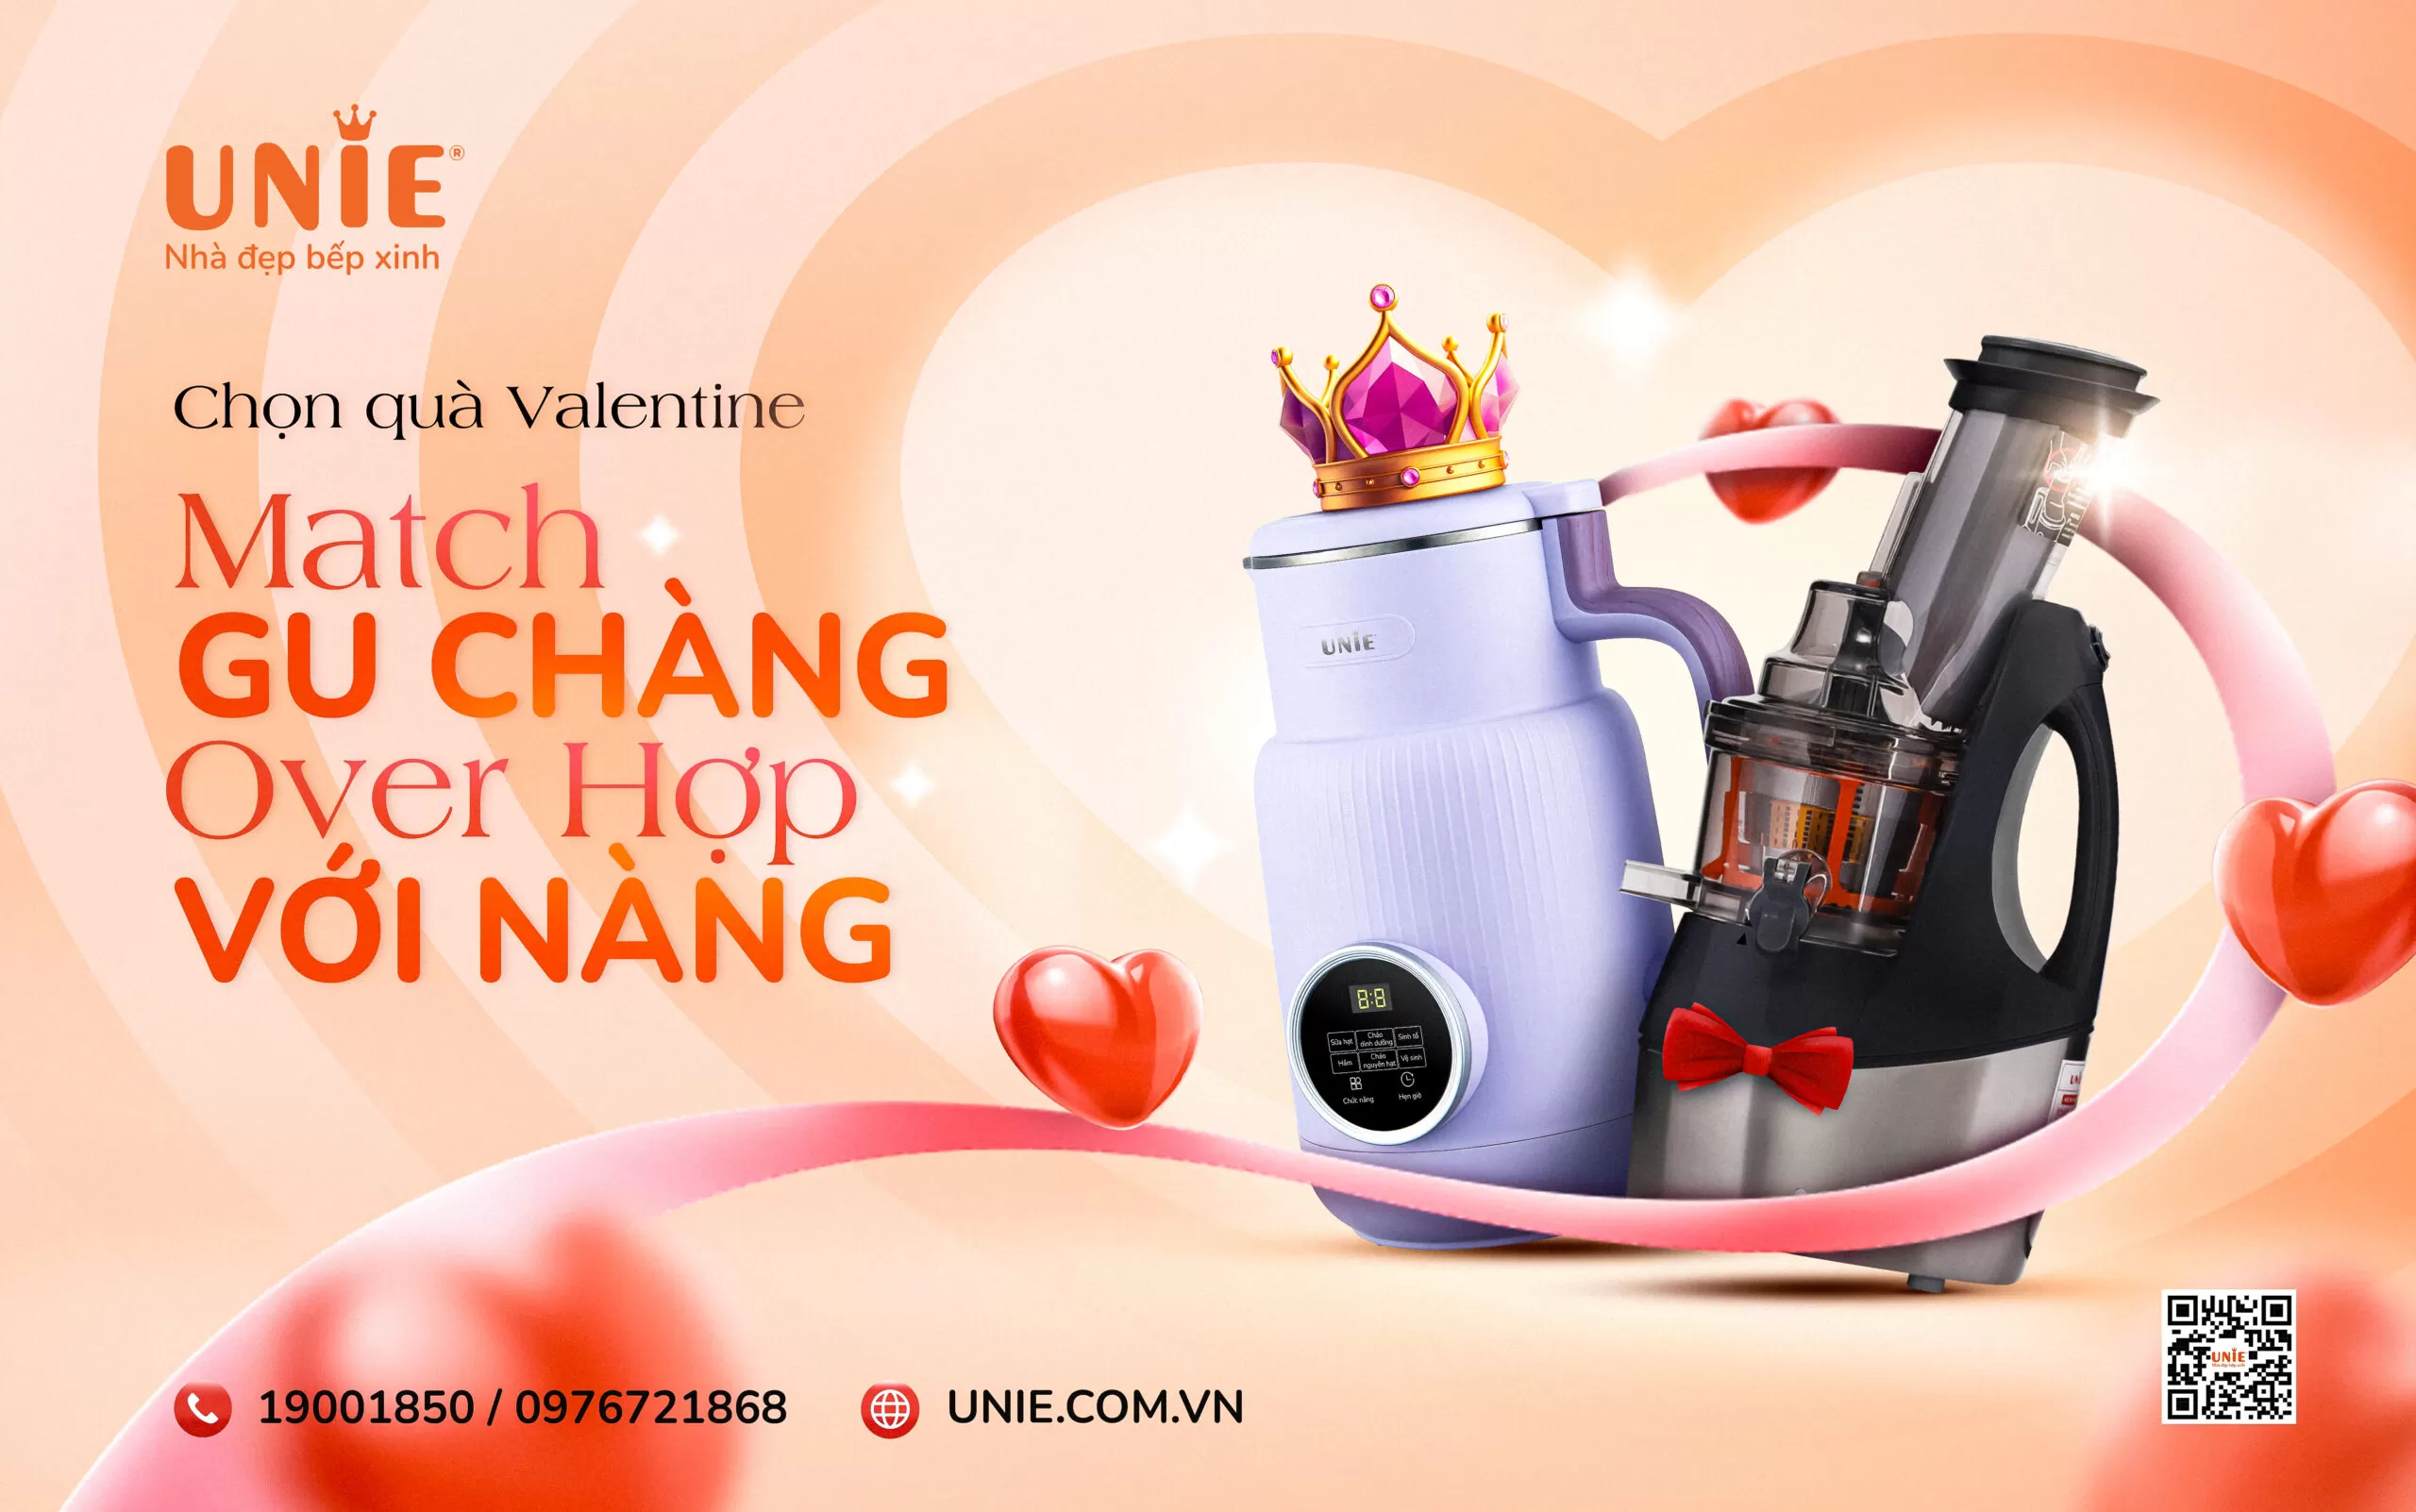 UNIE®
Nhà đẹp bếp xinh
Chọn quà Valentine
Match
GU CHÀNG
Over Hợp
VỚI NÀNG
UNIE
8:8
Sữa hạt Cháo dinh dưỡng Sinh tố
Hầm Cháo nguyên hạt Vệ sinh
Chức năng Hẹn giờ
19001850 / 0976721868
UNIE.COM.VN
UNIE